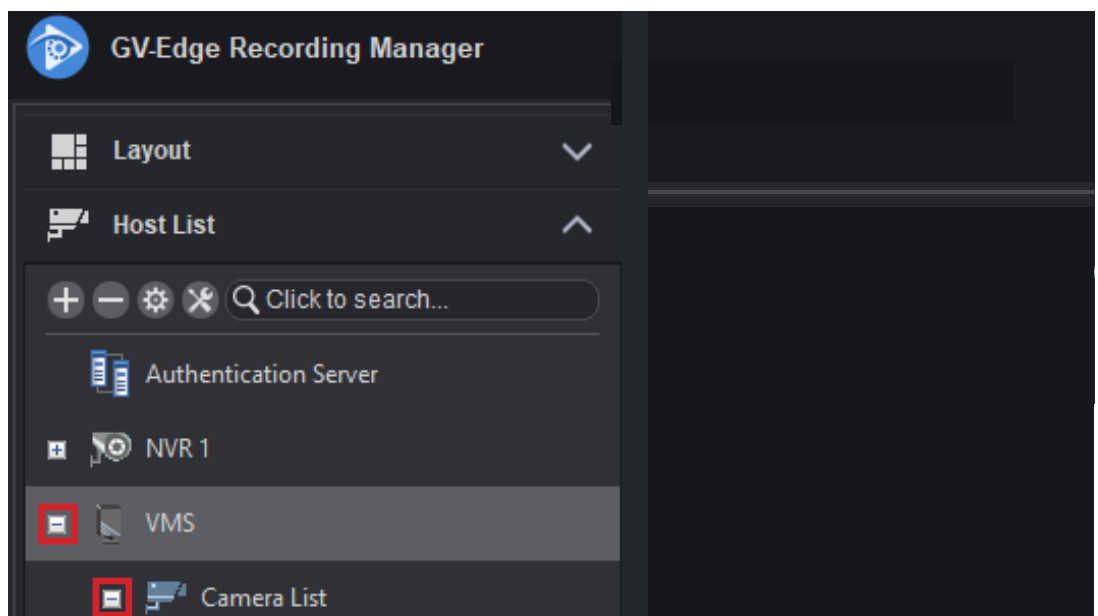 GV-Edge Recording Manager
Layout
Host List
Click to search...
Authentication Server
NVR 1
VMS
Camera List